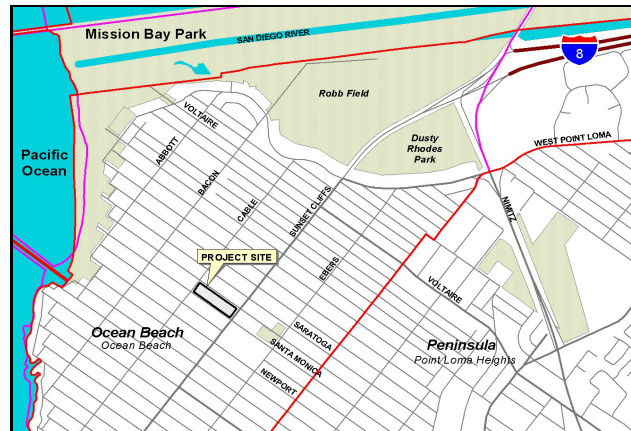 Mission Bay Park
SAN DIEGO RIVER
8
Robb Field
VOLTAIRE
Dusty
Rhodes
Park
ABBOTT
WEST POINT LOMA
Pacific
Ocean
BACON
CABLE
SUNSET CLIFFS
NIMITZ
PROJECT SITE
EBERS
VOLTAIRE
Ocean Beach
Ocean Beach
SARATOGA
SANTA MONICA
NEWPORT
Peninsula
Point Loma Heights